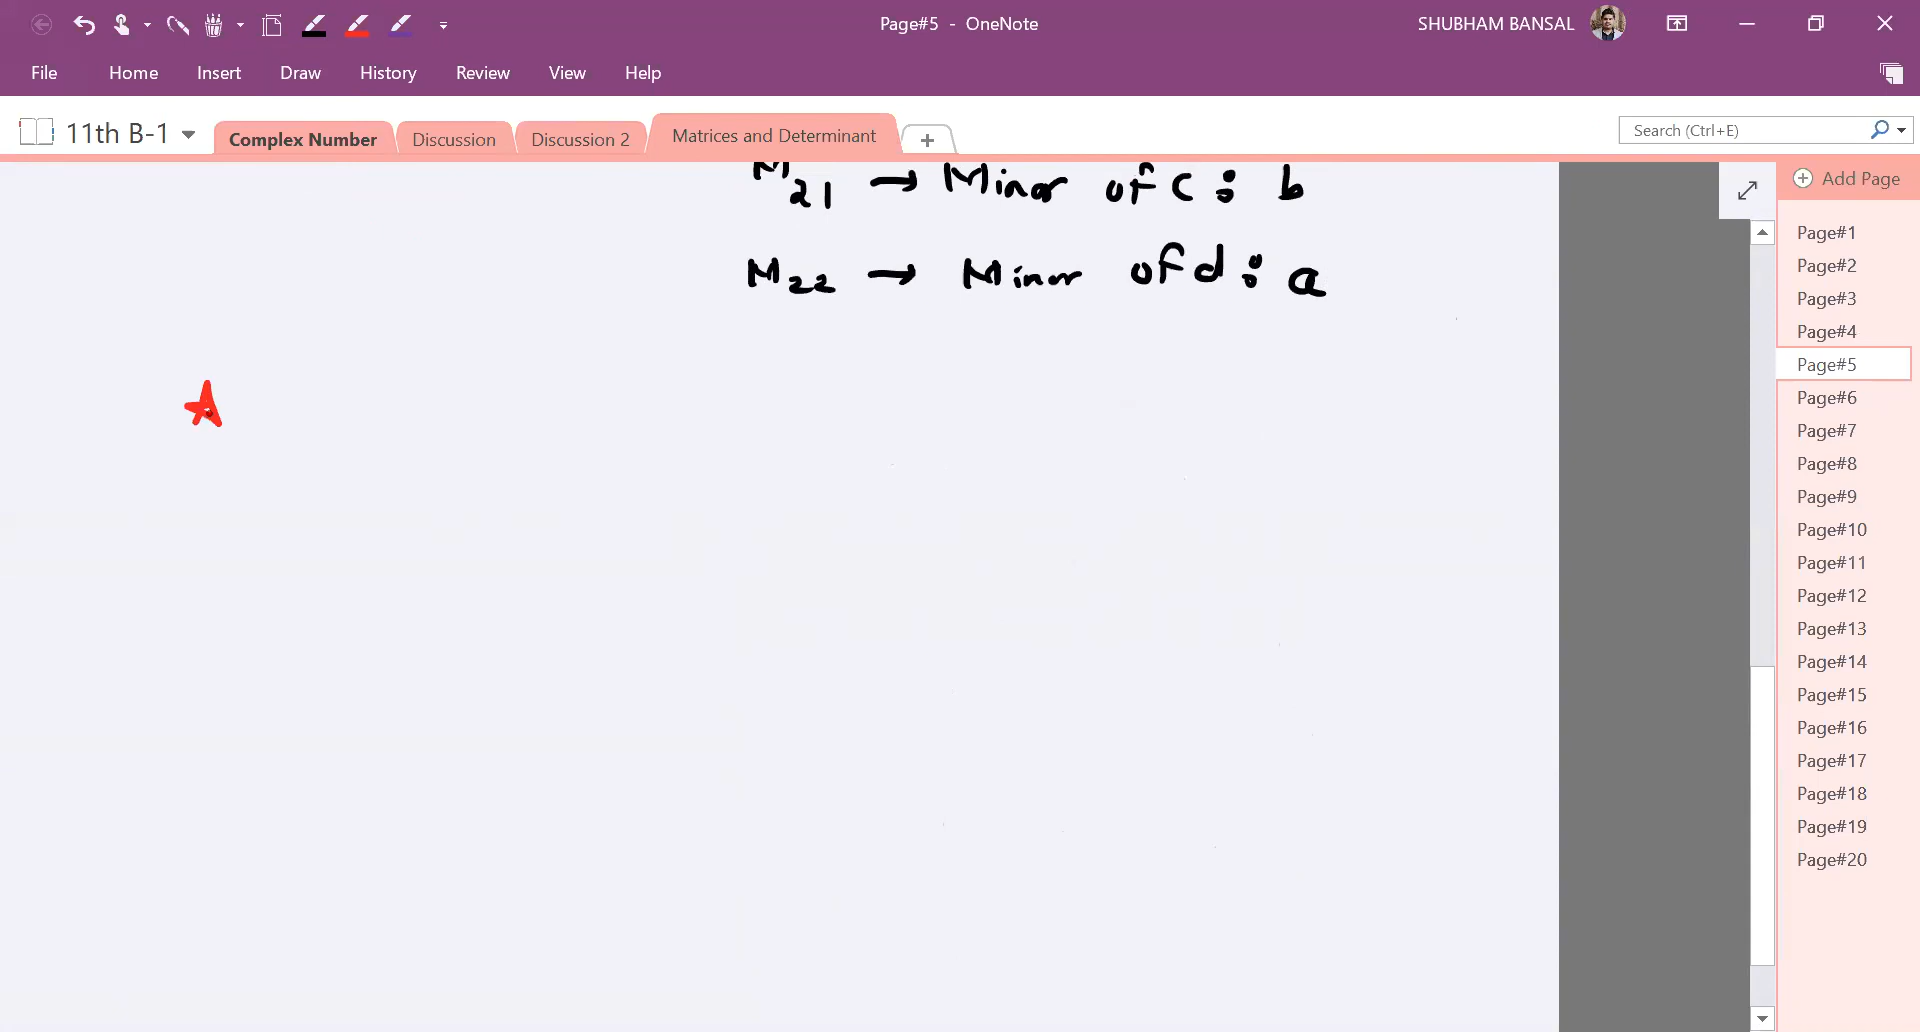 Page#5 - OneNote
SHUBHAM BANSAL
File Home Insert Draw History Review View Help
11th B-1
Complex Number
Discussion
Discussion 2
Matrices and Determinant
Search (Ctrl+E)
M21 → Minor of c : b
M22 → Minor of d : a
Add Page
Page#1
Page#2
Page#3
Page#4
Page#5
Page#6
Page#7
Page#8
Page#9
Page#10
Page#11
Page#12
Page#13
Page#14
Page#15
Page#16
Page#17
Page#18
Page#19
Page#20